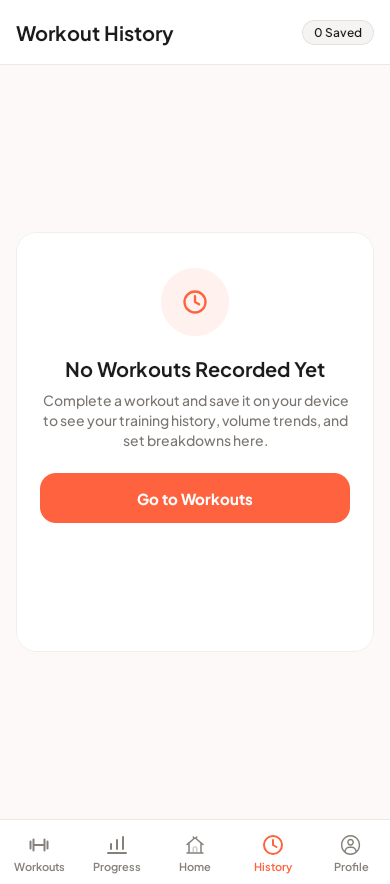 Workout History
0 Saved
No Workouts Recorded Yet
Complete a workout and save it on your device
to see your training history, volume trends, and
set breakdowns here.
Go to Workouts
Workouts
Progress
Home
History
Profile